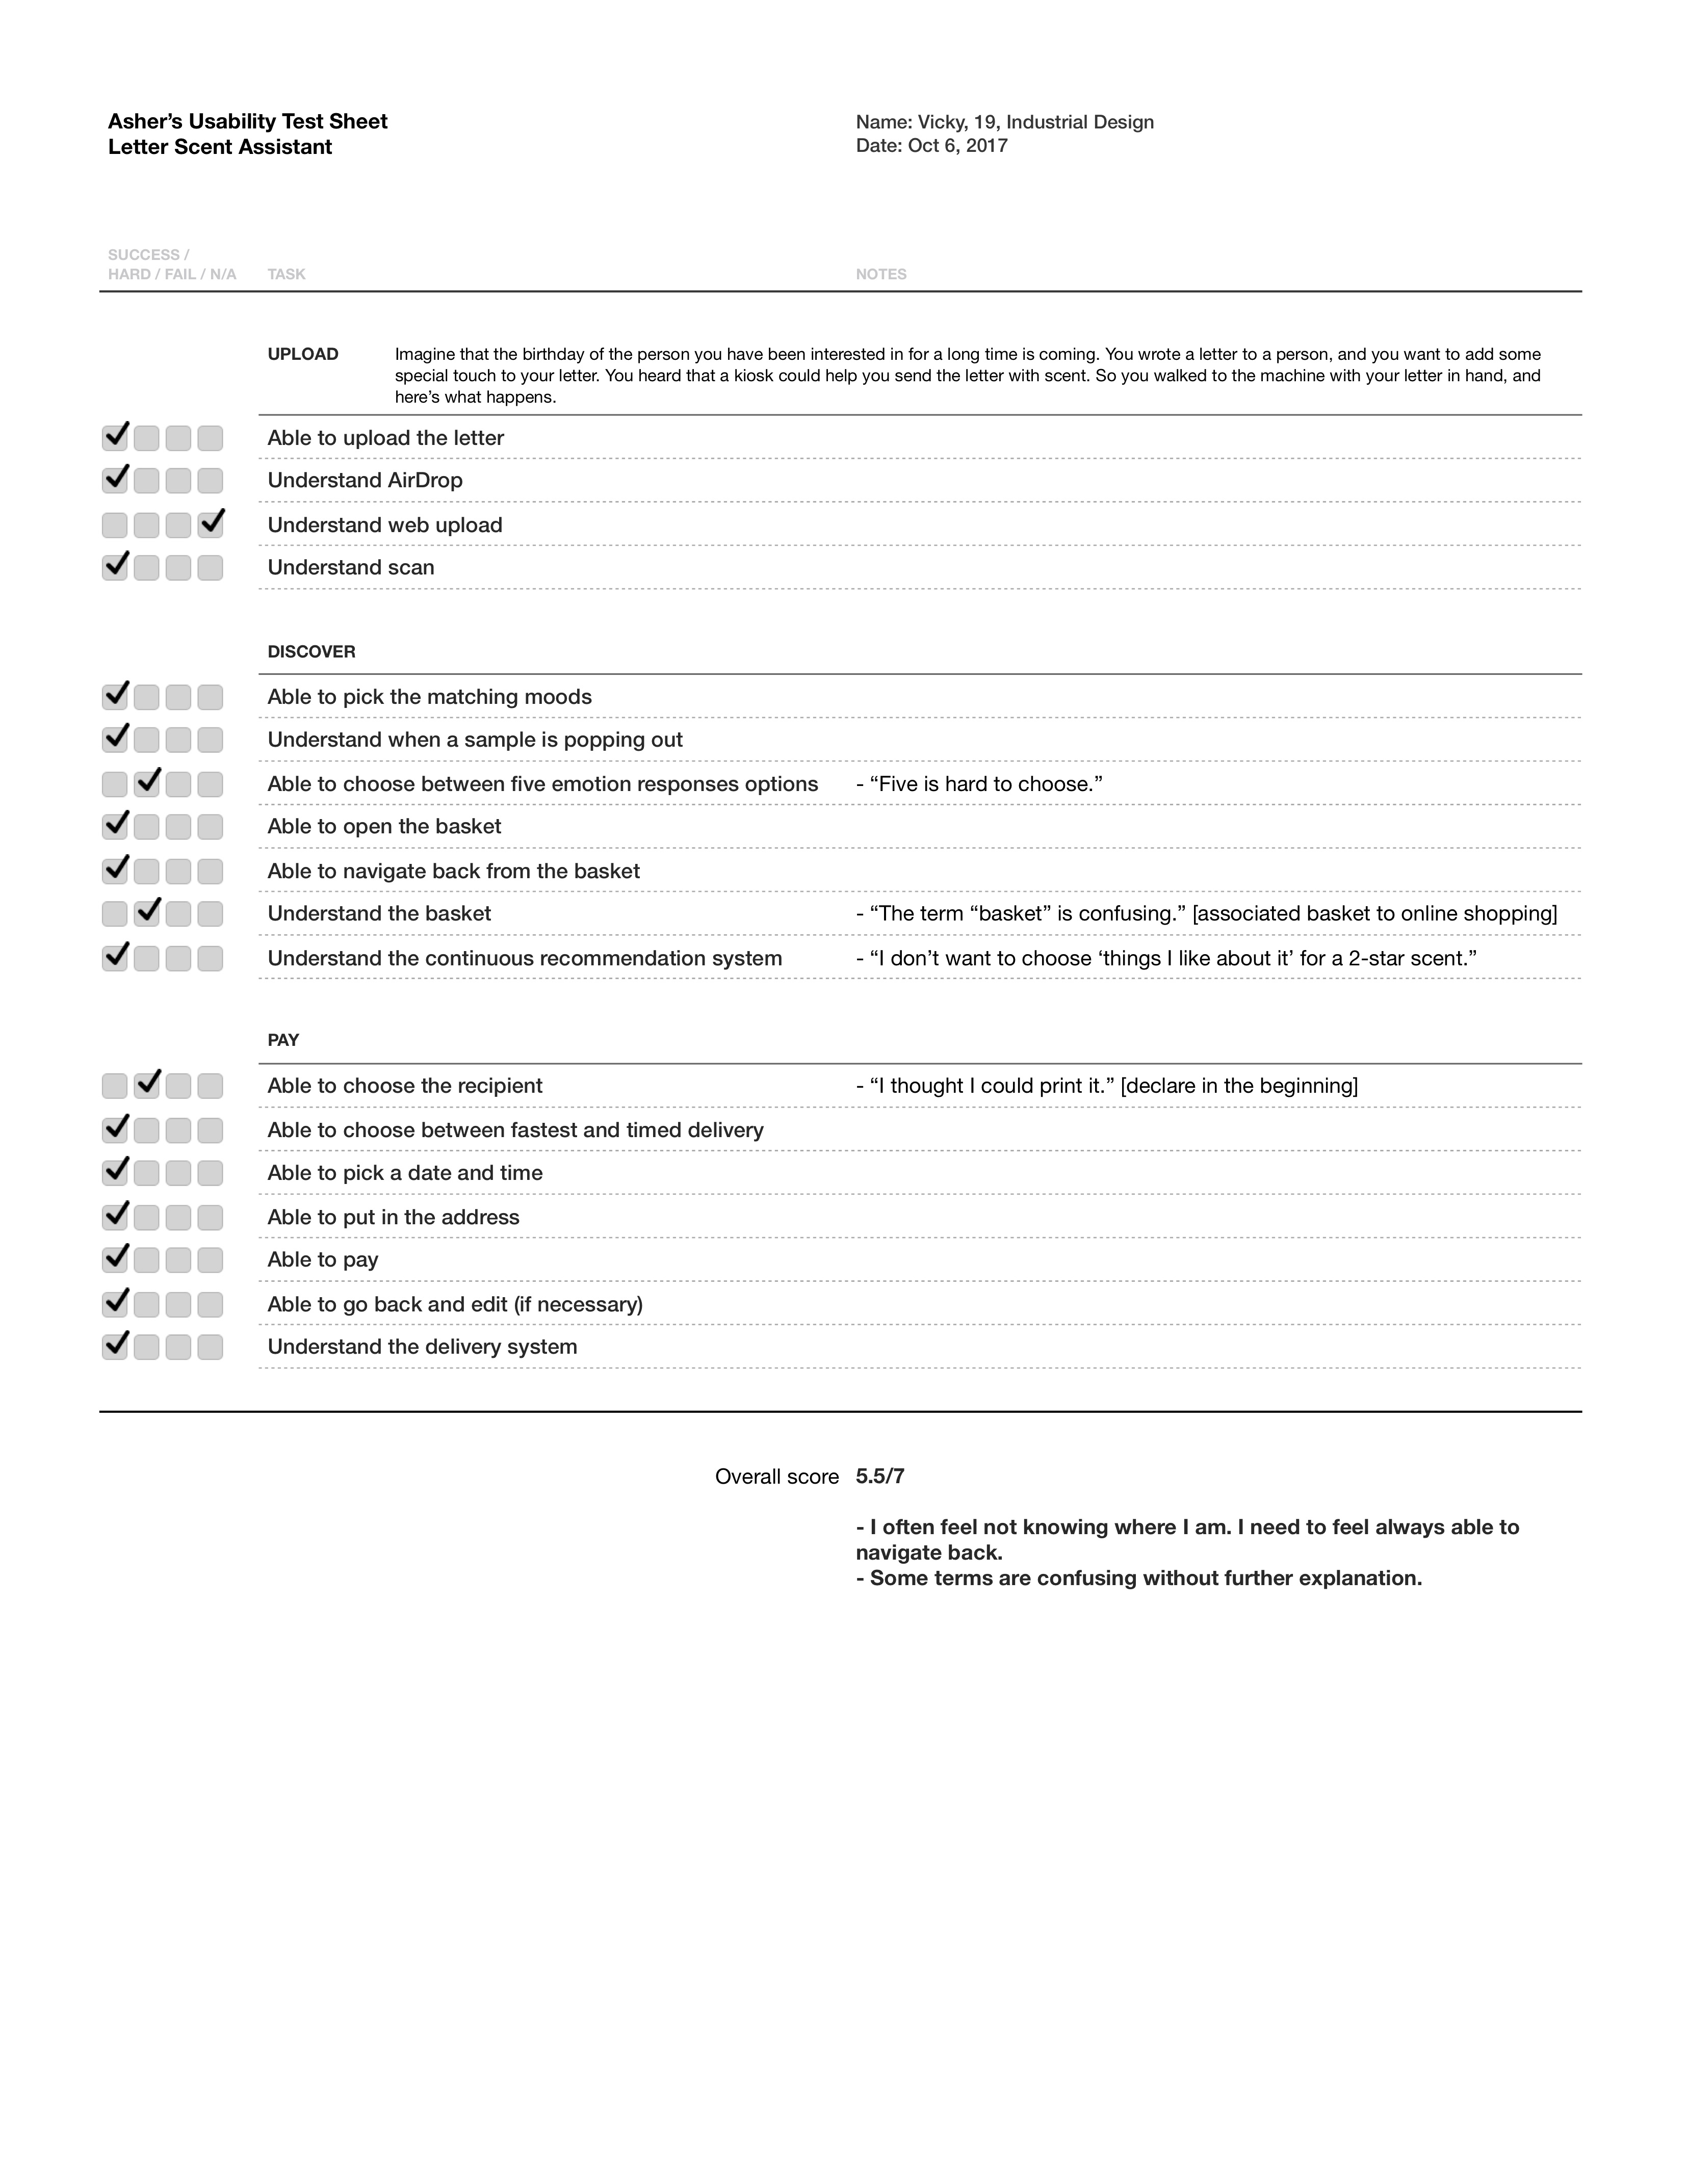 Asher’s Usability Test Sheet
Letter Scent Assistant
Name: Vicky, 19, Industrial Design
Date: Oct 6, 2017
SUCCESS /
HARD / FAIL / N/A
TASK
NOTES
UPLOAD
Imagine that the birthday of the person you have been interested in for a long time is coming. You wrote a letter to a person, and you want to add some
special touch to your letter. You heard that a kiosk could help you send the letter with scent. So you walked to the machine with your letter in hand, and
here’s what happens.
Able to upload the letter
Understand AirDrop
Understand web upload
Understand scan
DISCOVER
Able to pick the matching moods
Understand when a sample is popping out
Able to choose between five emotion responses options - “Five is hard to choose.”
Able to open the basket
Able to navigate back from the basket
Understand the basket - “The term “basket” is confusing.” [associated basket to online shopping]
Understand the continuous recommendation system - “I don’t want to choose ‘things I like about it’ for a 2-star scent.”
PAY
Able to choose the recipient - “I thought I could print it.” [declare in the beginning]
Able to choose between fastest and timed delivery
Able to pick a date and time
Able to put in the address
Able to pay
Able to go back and edit (if necessary)
Understand the delivery system
Overall score 5.5/7
- I often feel not knowing where I am. I need to feel always able to
navigate back.
- Some terms are confusing without further explanation.